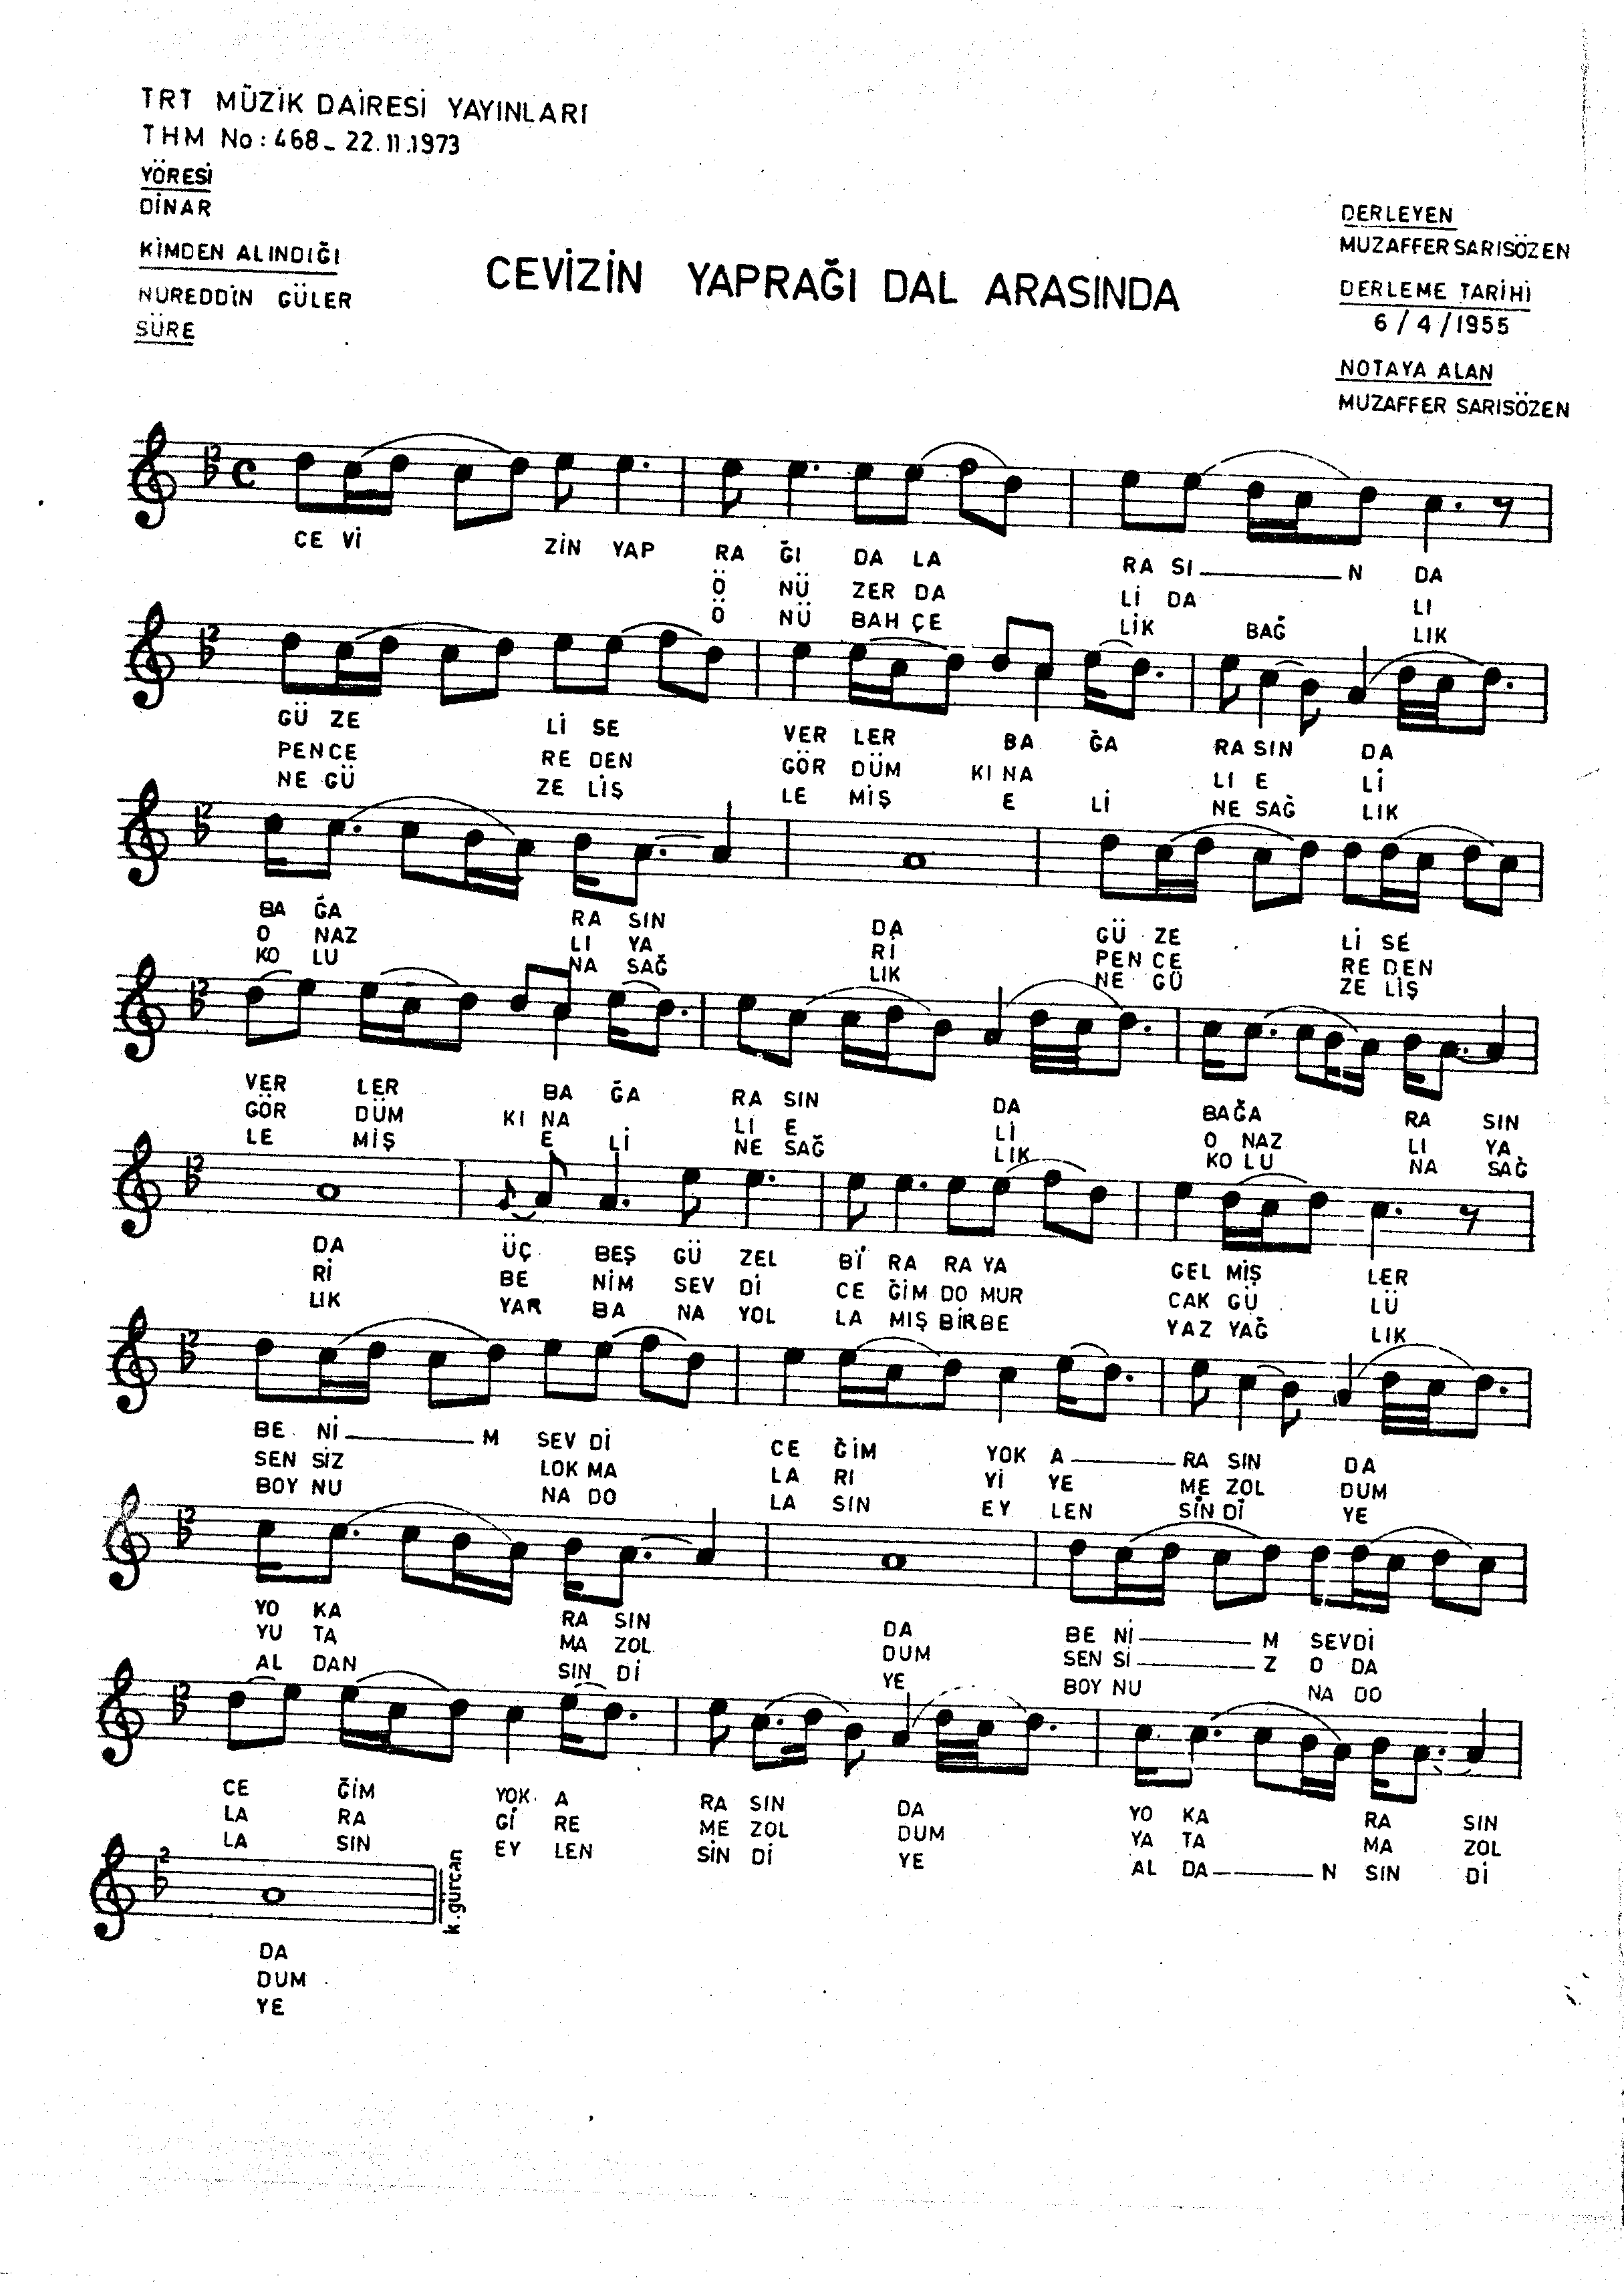 TRT MÜZİK DAİRESİ YAYINLARI
THM No : 468 _ 22.11.1973
YÖRESİ
DİNAR
KİMDEN ALINDIĞI
NUREDDİN GÜLER
SÜRE
CEVİZİN YAPRAĞI DAL ARASINDA
DERLEYEN
MUZAFFER SARISÖZEN
DERLEME TARİHİ
6 / 4 / 1955
NOTAYA ALAN
MUZAFFER SARISÖZEN
CE Vİ ZİN YAP RA ĞI DA LA RA SI N DA
Ö NÜ ZER DA Lİ DA LI
Ö NÜ BAH ÇE LİK BAĞ LIK
GÜ ZE Lİ SE VER LER BA ĞA RA SIN DA
PENCE RE DEN GÖR DÜM KI NA LI E Lİ
NE GÜ ZE LİŞ LE MİŞ E Lİ NE SAĞ LIK
BA ĞA RA SIN DA GÜ ZE Lİ SE
O NAZ LI YA Rİ PEN CE RE DEN
KO LU NA SAĞ LIK NE GÜ ZE LİŞ
VER LER BA ĞA RA SIN DA BAĞA RA SIN
GÖR DÜM KI NA LI E Lİ O NAZ LI YA
LE MİŞ E Lİ NE SAĞ LIK KO LU NA SAĞ
DA ÜÇ BEŞ GÜ ZEL Bİ RA RA YA GEL MİŞ LER
Rİ BE NİM SEV Dİ CE ĞİM DO MUR CAK GÜ LÜ
LIK YAR BA NA YOL LA MIŞ BİR BE YAZ YAĞ LIK
BE Nİ M SEV Dİ CE ĞİM YOK A RA SIN DA
SEN SİZ LOK MA LA RI Yİ YE ME ZOL DUM
BOY NU NA DO LA SIN EY LEN SİN Dİ YE
YO KA RA SIN DA BE Nİ M SEVDİ
YU TA MA ZOL DUM SEN Sİ Z O DA
AL DAN SIN Dİ YE BOY NU NA DO
CE ĞİM YOK A RA SIN DA YO KA RA SIN
LA RA Gİ RE ME ZOL DUM YA TA MA ZOL
LA SIN EY LEN SİN Dİ YE AL DA N SIN Dİ
k.gürcan
DA
DUM
YE